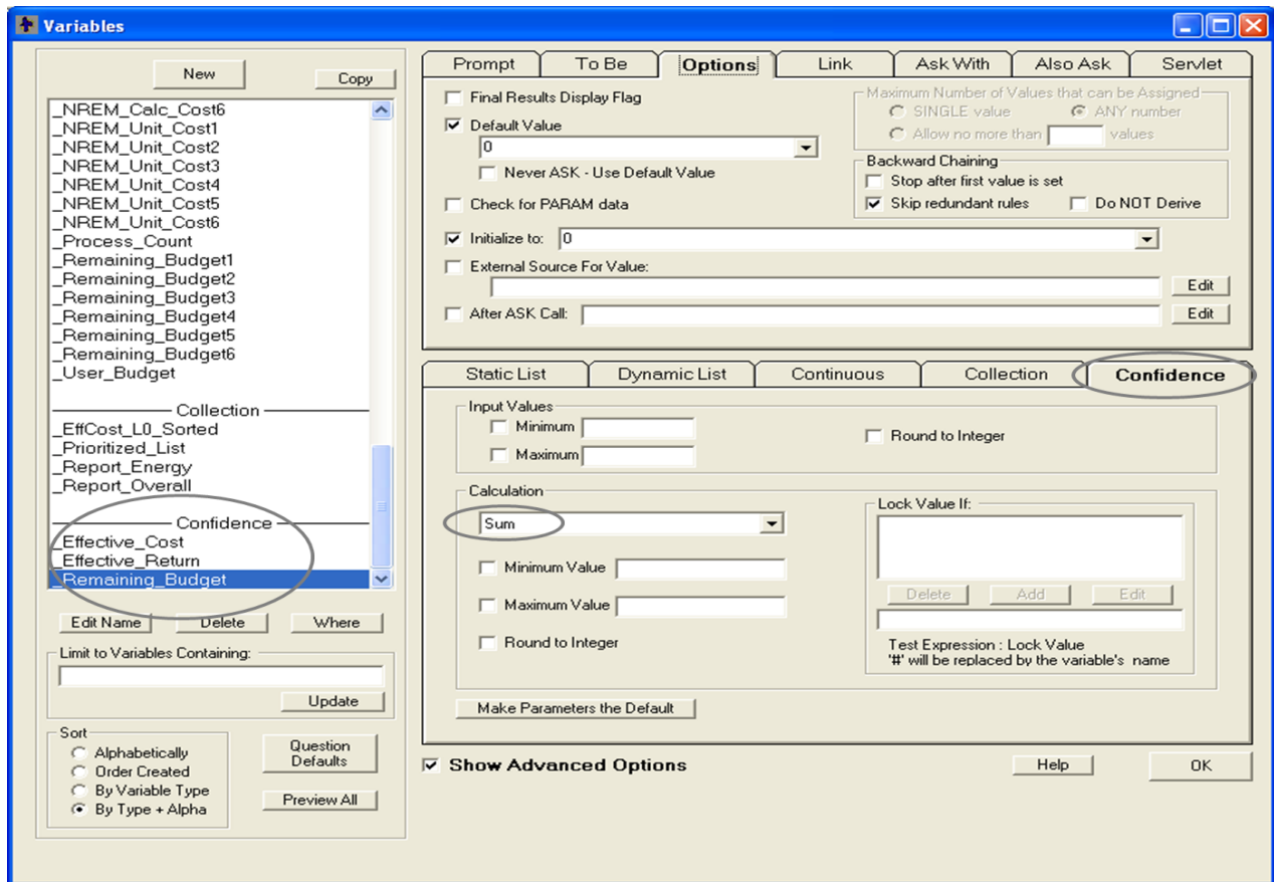 Variables
New
Copy
_NREM_Calc_Cost6
_NREM_Unit_Cost1
_NREM_Unit_Cost2
_NREM_Unit_Cost3
_NREM_Unit_Cost4
_NREM_Unit_Cost5
_NREM_Unit_Cost6
_Process_Count
_Remaining_Budget1
_Remaining_Budget2
_Remaining_Budget3
_Remaining_Budget4
_Remaining_Budget5
_Remaining_Budget6
_User_Budget
Collection
_EffCost_L0_Sorted
_Prioritized_List
_Report_Energy
_Report_Overall
Confidence
_Effective_Cost
_Effective_Return
_Remaining_Budget
Edit Name Delete Where
Limit to Variables Containing:
Update
Sort
Alphabetically
Order Created
By Variable Type
By Type + Alpha
Question Defaults
Preview All
Prompt To Be Options Link Ask With Also Ask Servlet
Final Results Display Flag
Default Value
0
Never ASK - Use Default Value
Check for PARAM data
Maximum Number of Values that can be Assigned
SINGLE value ANY number
Allow no more than values
Backward Chaining
Stop after first value is set
Skip redundant rules Do NOT Derive
Initialize to: 0
External Source For Value:
Edit
After ASK Call: Edit
Static List Dynamic List Continuous Collection Confidence
Input Values
Minimum
Maximum
Round to Integer
Calculation
Sum
Minimum Value
Maximum Value
Round to Integer
Lock Value If:
Delete Add Edit
Test Expression : Lock Value
'#' will be replaced by the variable's name
Make Parameters the Default
Show Advanced Options Help OK